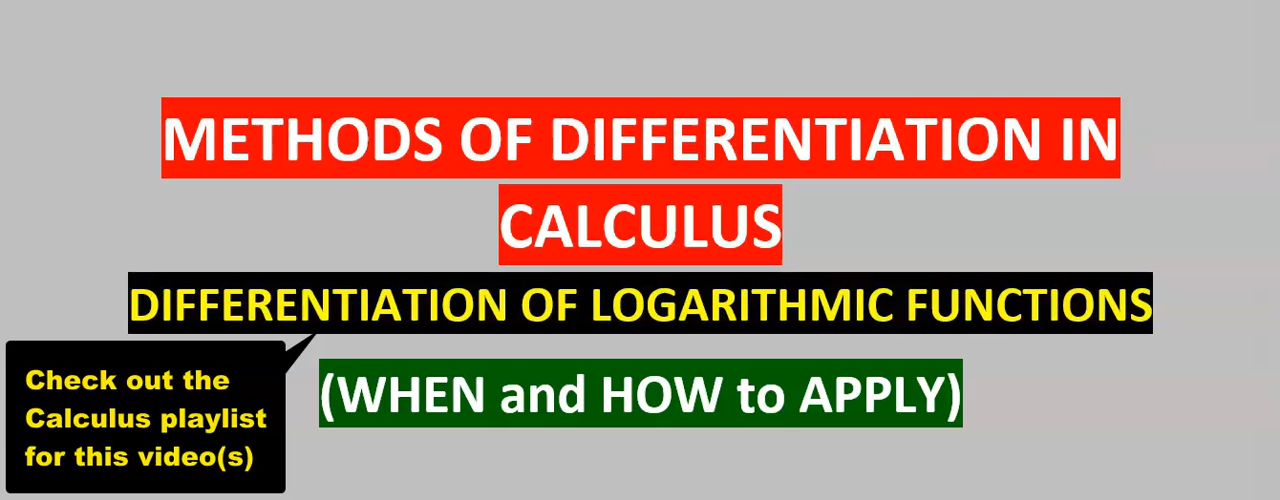 METHODS OF DIFFERENTIATION IN
CALCULUS
DIFFERENTIATION OF LOGARITHMIC FUNCTIONS
(WHEN and HOW to APPLY)
Check out the
Calculus playlist
for this video(s)